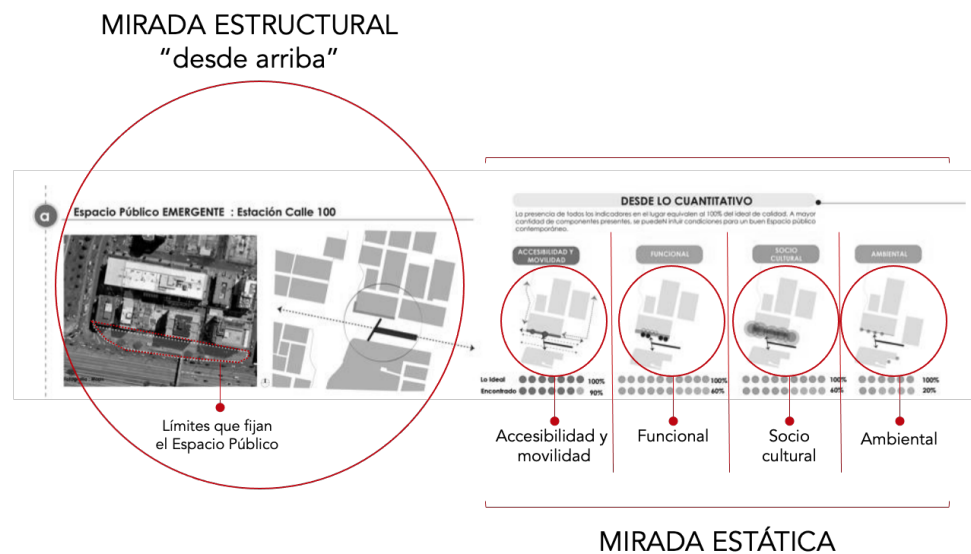 MIRADA ESTRUCTURAL
“desde arriba”
a
Espacio Público EMERGENTE : Estación Calle 100
Límites que fijan
el Espacio Público
DESDE LO CUANTITATIVO
La presencia de todos los indicadores en el lugar equivalen al 100% del ideal de calidad. A mayor
cantidad de componentes presentes, se pueden intuir condiciones para un buen Espacio público
contemporáneo.
ACCESIBILIDAD Y
MOVILIDAD
FUNCIONAL
SOCIO
CULTURAL
AMBIENTAL
Lo Ideal 100% 100% 100% 100%
Encontrado 90% 60% 60% 20%
Accesibilidad y
movilidad
Funcional
Socio
cultural
Ambiental
MIRADA ESTÁTICA